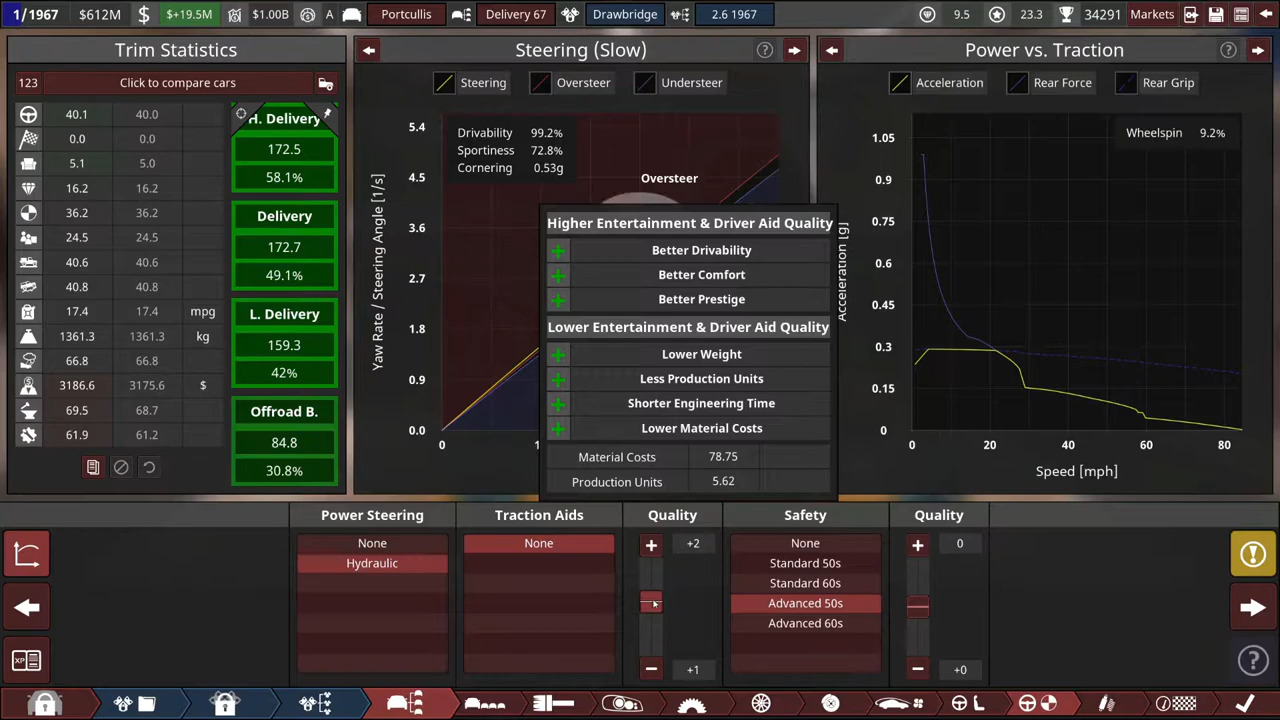 1/1967
$612M
$+19.5M
$1.00B
A
Portcullis
Delivery 67
Drawbridge
2.6 1967
9.5
23.3
34291
Markets
Trim Statistics
123
Click to compare cars
40.1 40.0
0.0 0.0
5.1 5.0
16.2 16.2
36.2 36.2
24.5 24.5
40.6 40.6
40.8 40.8
17.4 17.4 mpg
1361.3 1361.3 kg
66.8 66.8
3186.6 3175.6 $
69.5 68.7
61.9 61.2
H. Delivery
172.5
58.1%
Delivery
172.7
49.1%
L. Delivery
159.3
42%
Offroad B.
84.8
30.8%
Steering (Slow)
?
Steering
Oversteer
Understeer
Yaw Rate / Steering Angle [1/s]
5.4
4.5
3.6
2.7
1.8
0.9
0.0
0
Drivability 99.2%
Sportiness 72.8%
Cornering 0.53g
Oversteer
Higher Entertainment & Driver Aid Quality
Better Drivability
Better Comfort
Better Prestige
Lower Entertainment & Driver Aid Quality
Lower Weight
Less Production Units
Shorter Engineering Time
Lower Material Costs
Material Costs 78.75
Production Units 5.62
Power vs. Traction
?
Acceleration
Rear Force
Rear Grip
Wheelspin 9.2%
Acceleration [g]
1.05
0.9
0.75
0.6
0.45
0.3
0.15
0
0 20 40 60 80
Speed [mph]
Power Steering
None
Hydraulic
Traction Aids
None
Quality
+ +2
- +1
Safety
None
Standard 50s
Standard 60s
Advanced 50s
Advanced 60s
Quality
+ 0
- +0
XP
?